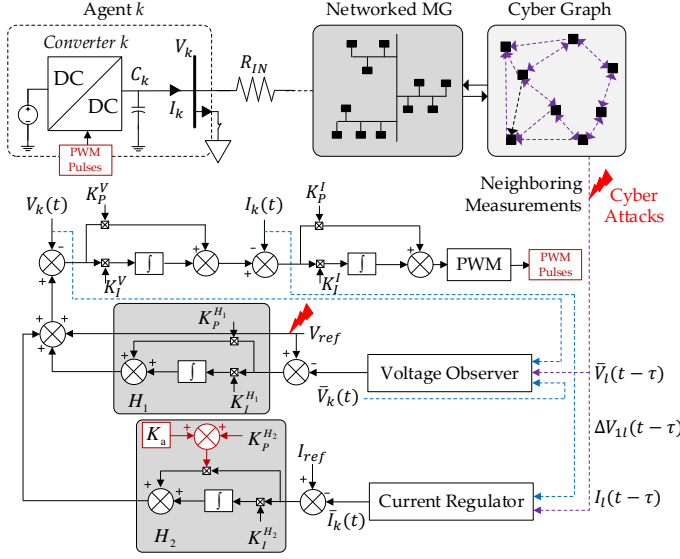 Agent k
Networked MG
Cyber Graph
Converter k
V_k
DC
DC
C_k
I_k
R_IN
PWM
Pulses
Neighboring
Measurements
Cyber
Attacks
V_k(t)
K_P^V
I_k(t)
K_P^I
−
+
∫
+
+
+
−
∫
+
+
PWM
PWM
Pulses
K_I^V
K_I^I
K_P^{H_1}
V_ref
+
+
+
+
+
∫
+
−
Voltage Observer
V̄_l(t − τ)
H_1
K_I^{H_1}
V̄_k(t)
K_a
+
+
K_P^{H_2}
ΔV_{1l}(t − τ)
I_ref
+
+
∫
+
−
Current Regulator
I_l(t − τ)
H_2
K_I^{H_2}
Ī_k(t)